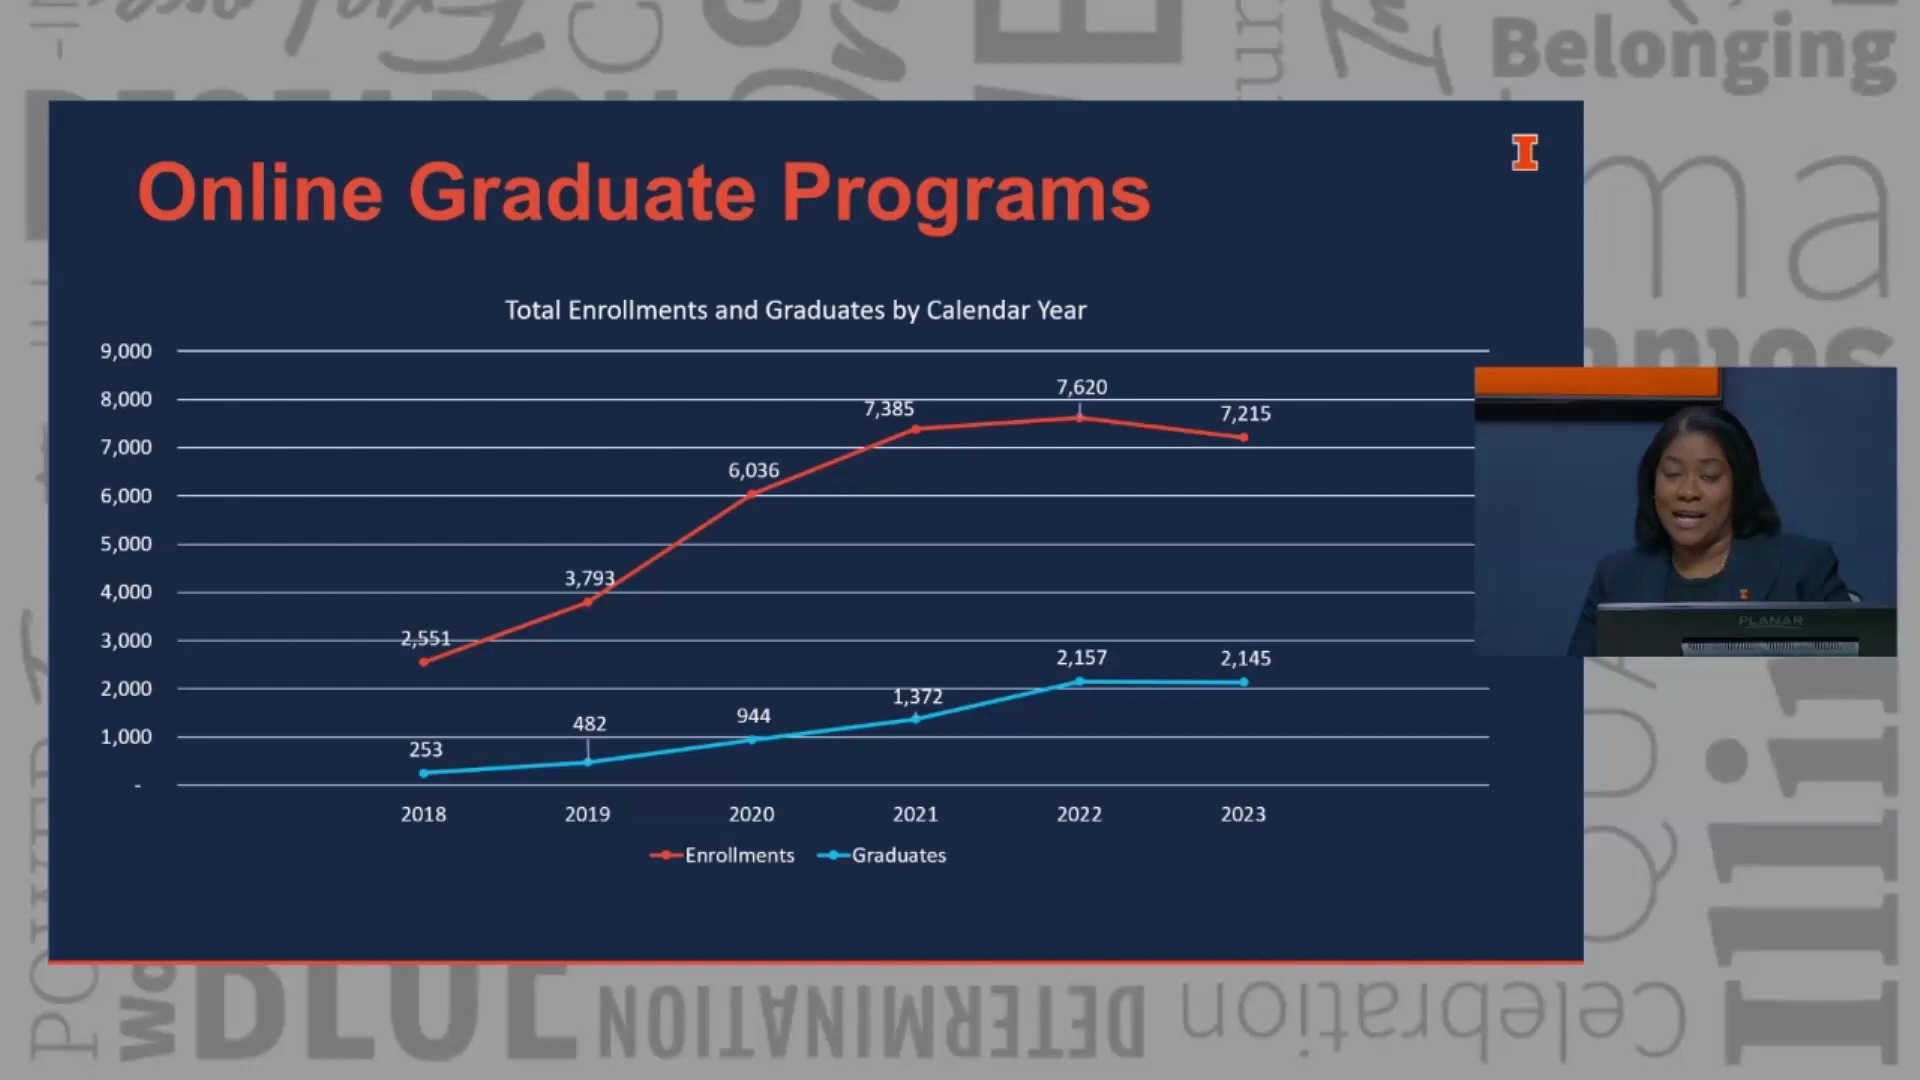 Belonging
Online Graduate Programs
I
Total Enrollments and Graduates by Calendar Year
9,000
8,000
7,000
6,000
5,000
4,000
3,000
2,000
1,000
-
7,620
7,385
7,215
6,036
3,793
2,551
2,157
2,145
1,372
944
482
253
2018 2019 2020 2021 2022 2023
Enrollments Graduates
I
PLANAR
BLUE
DETERMINATION
Celebration